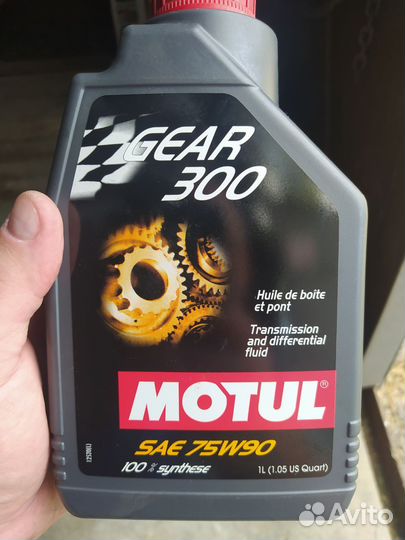 GEAR
300
Huile de boîte
et pont
Transmission
and differential
fluid
MOTUL®
SAE 75W90
100 % synthese
1L (1.05 US Quart)
Avito